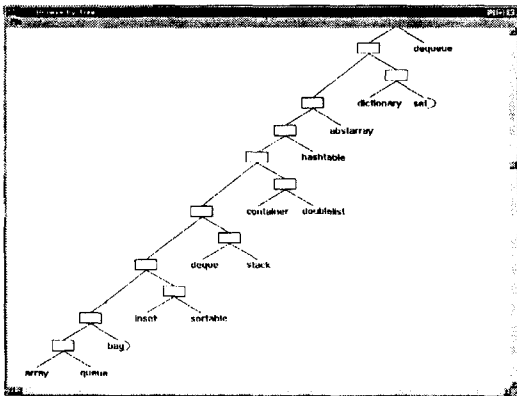 dequeue
dictionary set
abstarray
hashtable
container doublelist
deque stack
inset sortable
bag
array queue